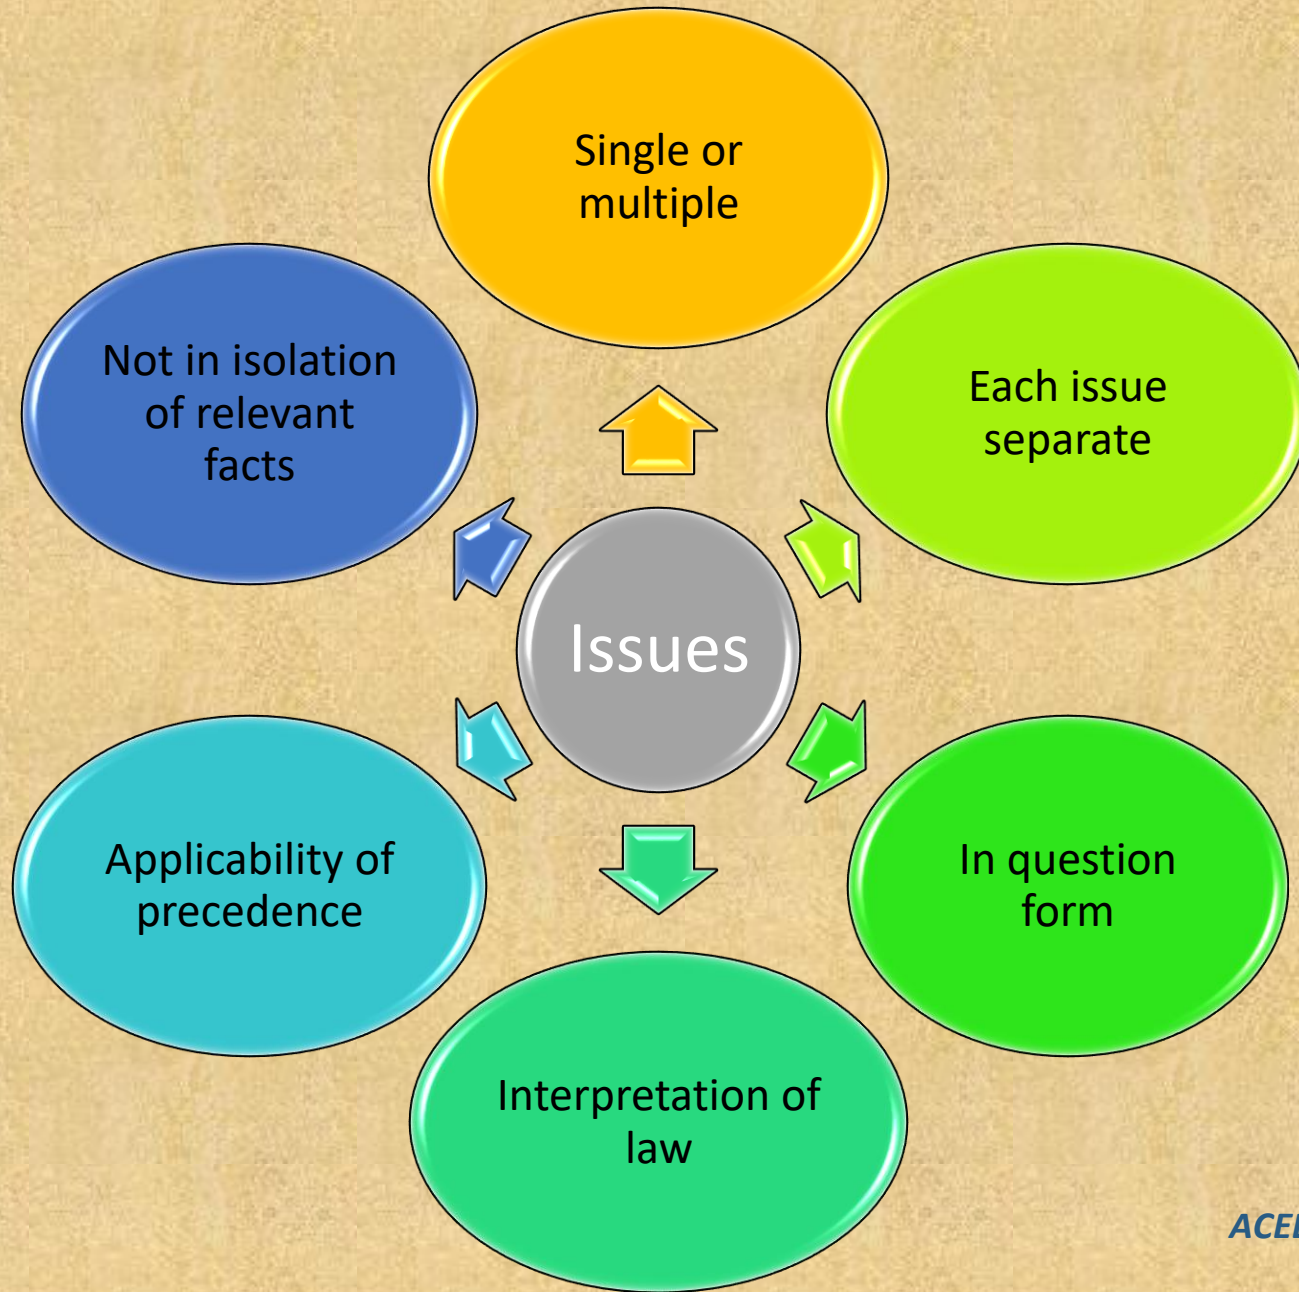 Single or
multiple
Each issue
separate
In question
form
Interpretation of
law
Applicability of
precedence
Not in isolation
of relevant
facts
Issues